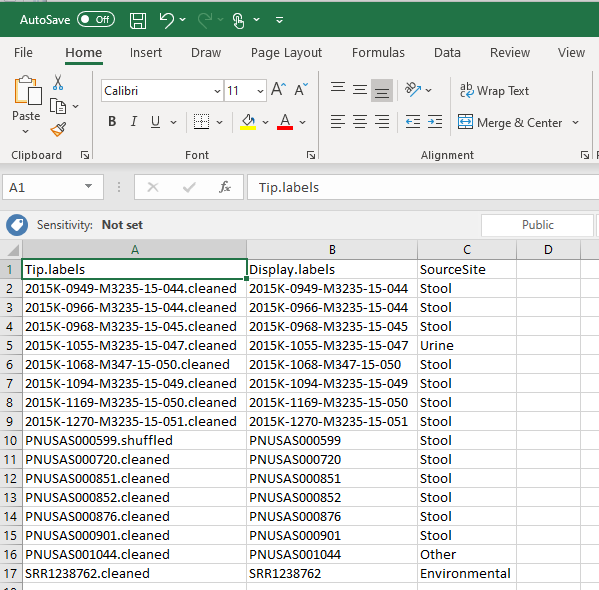 AutoSave Off
File Home Insert Draw Page Layout Formulas Data Review View
Paste
Calibri 11 A A
ab Wrap Text
B I U A
Merge & Center
Clipboard Font Alignment
A1 fx Tip.labels
Sensitivity: Not set Public
A B C D
1 Tip.labels Display.labels SourceSite
2 2015K-0949-M3235-15-044.cleaned 2015K-0949-M3235-15-044 Stool
3 2015K-0966-M3235-15-044.cleaned 2015K-0966-M3235-15-044 Stool
4 2015K-0968-M3235-15-045.cleaned 2015K-0968-M3235-15-045 Stool
5 2015K-1055-M3235-15-047.cleaned 2015K-1055-M3235-15-047 Urine
6 2015K-1068-M347-15-050.cleaned 2015K-1068-M347-15-050 Stool
7 2015K-1094-M3235-15-049.cleaned 2015K-1094-M3235-15-049 Stool
8 2015K-1169-M3235-15-050.cleaned 2015K-1169-M3235-15-050 Stool
9 2015K-1270-M3235-15-051.cleaned 2015K-1270-M3235-15-051 Stool
10 PNUSAS000599.shuffled PNUSAS000599 Stool
11 PNUSAS000720.cleaned PNUSAS000720 Stool
12 PNUSAS000851.cleaned PNUSAS000851 Stool
13 PNUSAS000852.cleaned PNUSAS000852 Stool
14 PNUSAS000876.cleaned PNUSAS000876 Stool
15 PNUSAS000901.cleaned PNUSAS000901 Stool
16 PNUSAS001044.cleaned PNUSAS001044 Other
17 SRR1238762.cleaned SRR1238762 Environmental